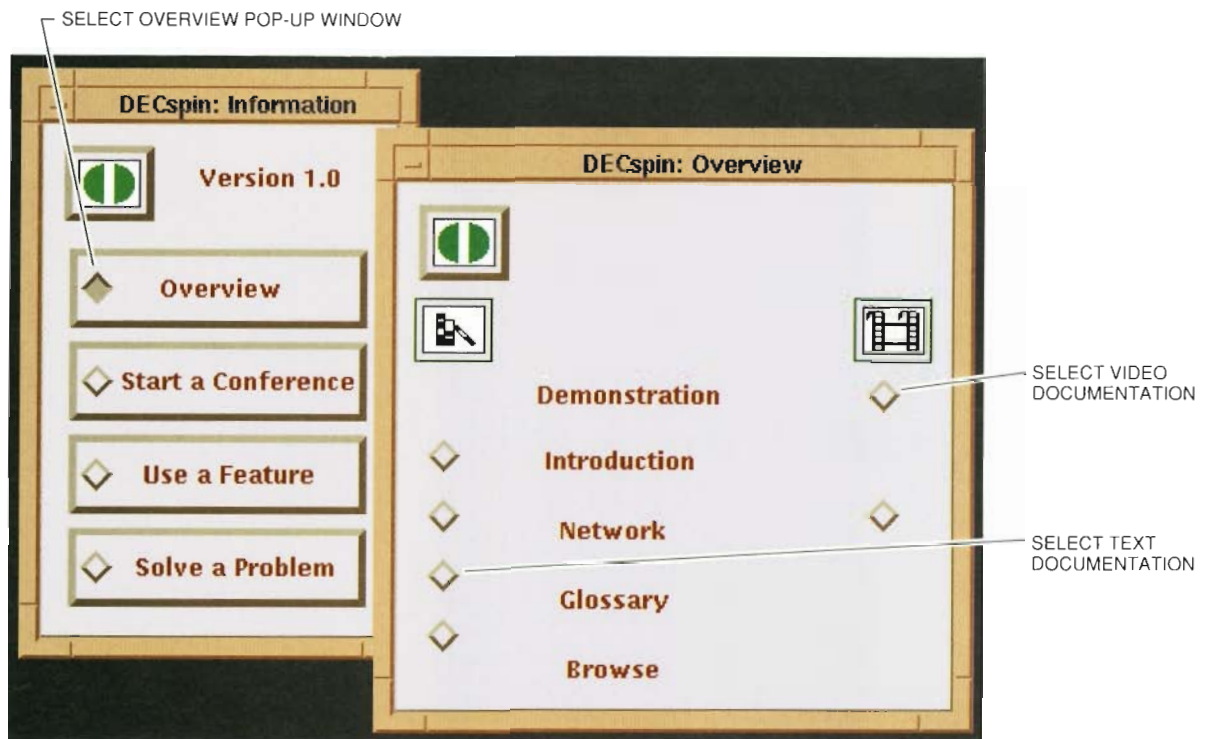 SELECT OVERVIEW POP-UP WINDOW
DECspin: Information
Version 1.0
Overview
Start a Conference
Use a Feature
Solve a Problem
DECspin: Overview
Demonstration
Introduction
Network
Glossary
Browse
SELECT VIDEO
DOCUMENTATION
SELECT TEXT
DOCUMENTATION